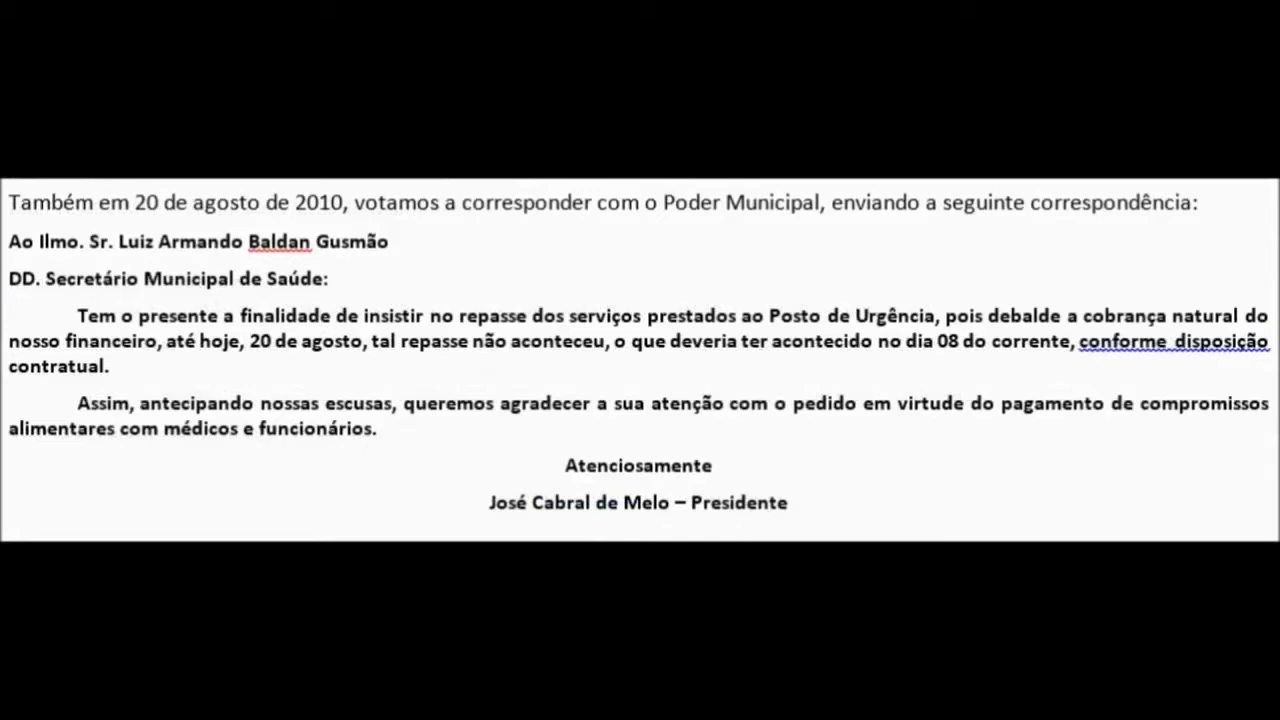 Também em 20 de agosto de 2010, votamos a corresponder com o Poder Municipal, enviando a seguinte correspondência:
Ao Ilmo. Sr. Luiz Armando Baldan Gusmão
DD. Secretário Municipal de Saúde:
Tem o presente a finalidade de insistir no repasse dos serviços prestados ao Posto de Urgência, pois debalde a cobrança natural do
nosso financeiro, até hoje, 20 de agosto, tal repasse não aconteceu, o que deveria ter acontecido no dia 08 do corrente, conforme disposição
contratual.
Assim, antecipando nossas escusas, queremos agradecer a sua atenção com o pedido em virtude do pagamento de compromissos
alimentares com médicos e funcionários.
Atenciosamente
José Cabral de Melo – Presidente